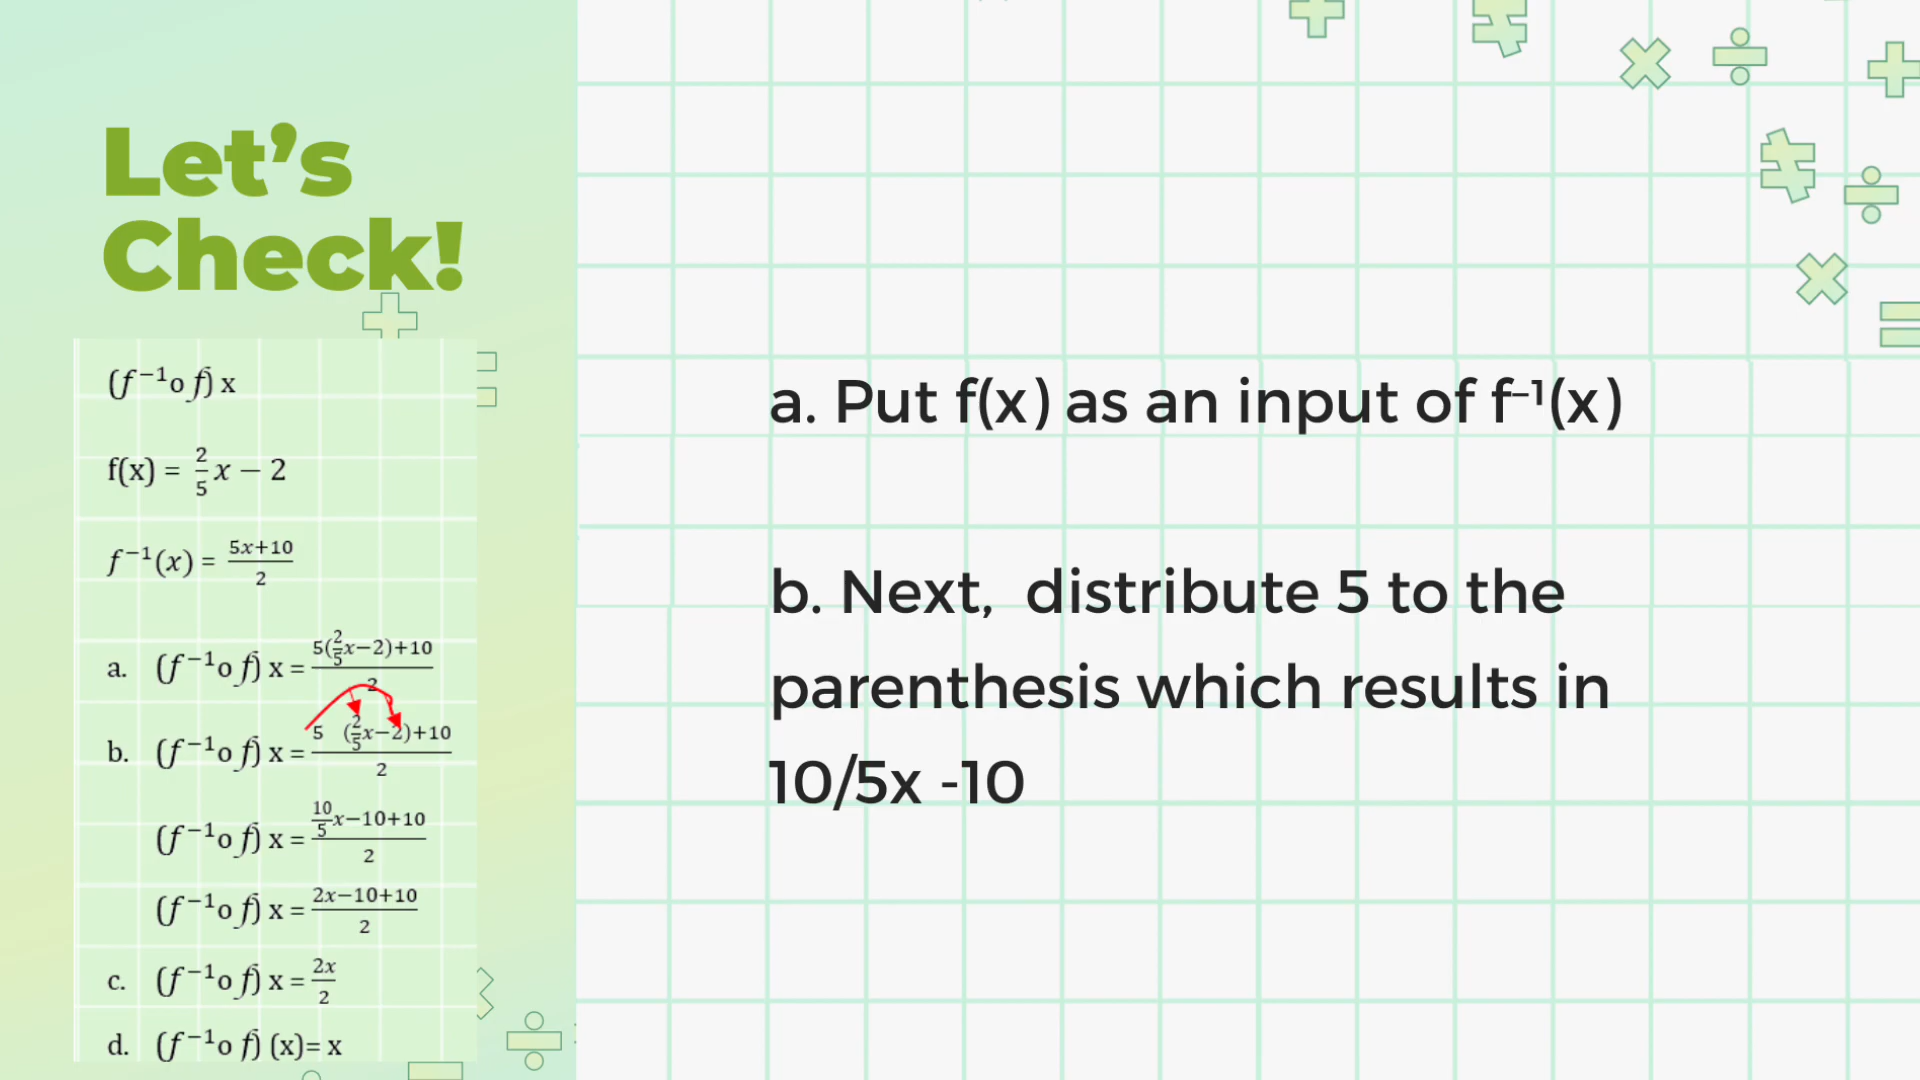 Let’s
Check!
(f⁻¹o f) x
f(x) = 2/5 x − 2
f⁻¹(x) = 5x+10/2
a. (f⁻¹o f) x = 5(2/5x−2)+10/2
b. (f⁻¹o f) x = 5 (2/5x−2)+10/2
(f⁻¹o f) x = 10/5x−10+10/2
(f⁻¹o f) x = 2x−10+10/2
c. (f⁻¹o f) x = 2x/2
d. (f⁻¹o f) (x)= x
a. Put f(x) as an input of f⁻¹(x)
b. Next, distribute 5 to the
parenthesis which results in
10/5x -10